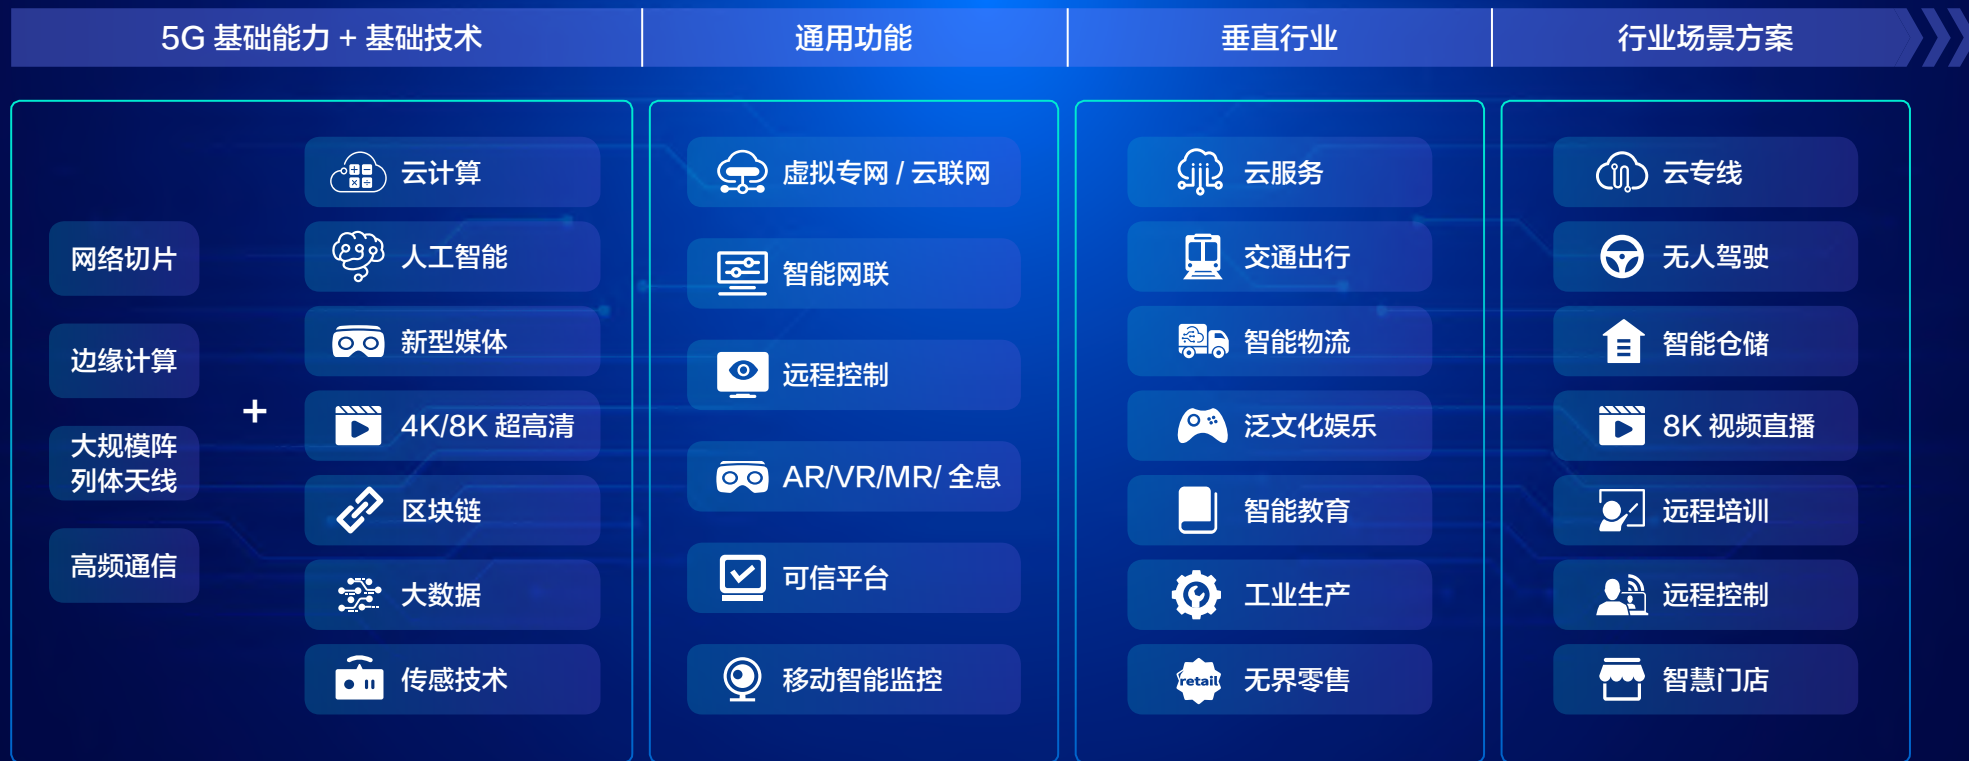 5G 基础能力 + 基础技术
通用功能
垂直行业
行业场景方案
网络切片
边缘计算
大规模阵
列体天线
高频通信
+
云计算
人工智能
新型媒体
4K/8K 超高清
区块链
大数据
传感技术
虚拟专网 / 云联网
智能网联
远程控制
AR/VR/MR/ 全息
可信平台
移动智能监控
云服务
交通出行
智能物流
泛文化娱乐
智能教育
工业生产
retail
无界零售
云专线
无人驾驶
智能仓储
8K 视频直播
远程培训
远程控制
智慧门店